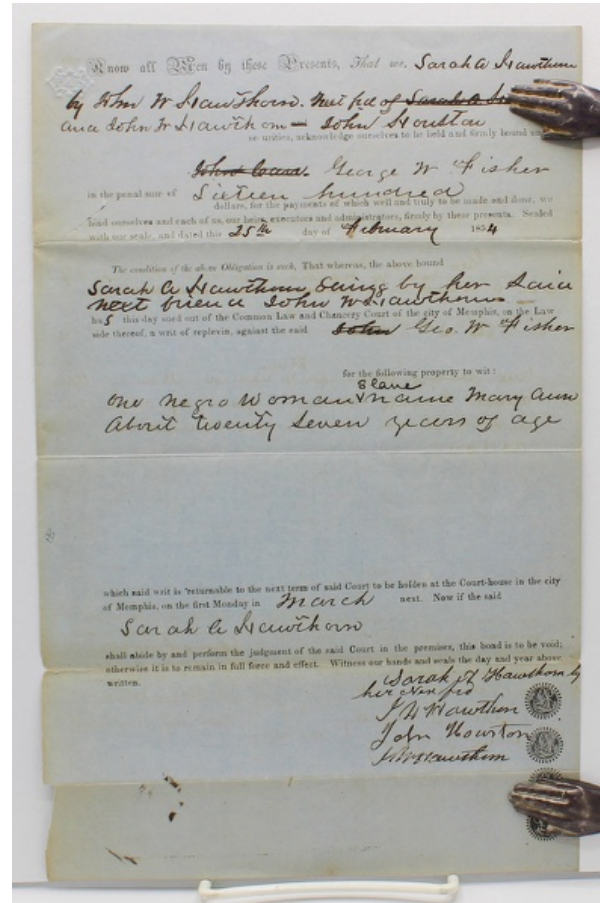 Know all Men by these Presents, That we, Sarah A Hawthorn
by John W Hawthorn. Next frd of Sarah A
and John W Hawthorn — John Houston
securities, acknowledge ourselves to be held and firmly bound unto
John George W Fisher
in the penal sum of Sixteen hundred
dollars, for the payments of which well and truly to be made and done, we
bind ourselves and each of us, our heirs, executors and administrators, firmly by these presents. Sealed
with our seals, and dated this 25th day of February 1854
The condition of the above Obligation is such, That whereas, the above bound
Sarah A Hawthorn, suing by her said
next friend John W Hawthorn
has this day sued out of the Common Law and Chancery Court of the city of Memphis, on the Law
side thereof, a writ of replevin, against the said John Geo. W Fisher
for the following property to wit:
slave
one negro woman name Mary Ann
About twenty seven years of age
which said writ is returnable to the next term of said Court to be holden at the Court-house in the city
of Memphis, on the first Monday in March next. Now if the said
Sarah A Hawthorn
shall abide by and perform the judgment of the said Court in the premises, this bond is to be void;
otherwise it is to remain in full force and effect. Witness our hands and seals the day and year above
written.
Sarah A Hawthorn by
her nex frd
J W Hawthorn
John Houston
J W Hawthorn